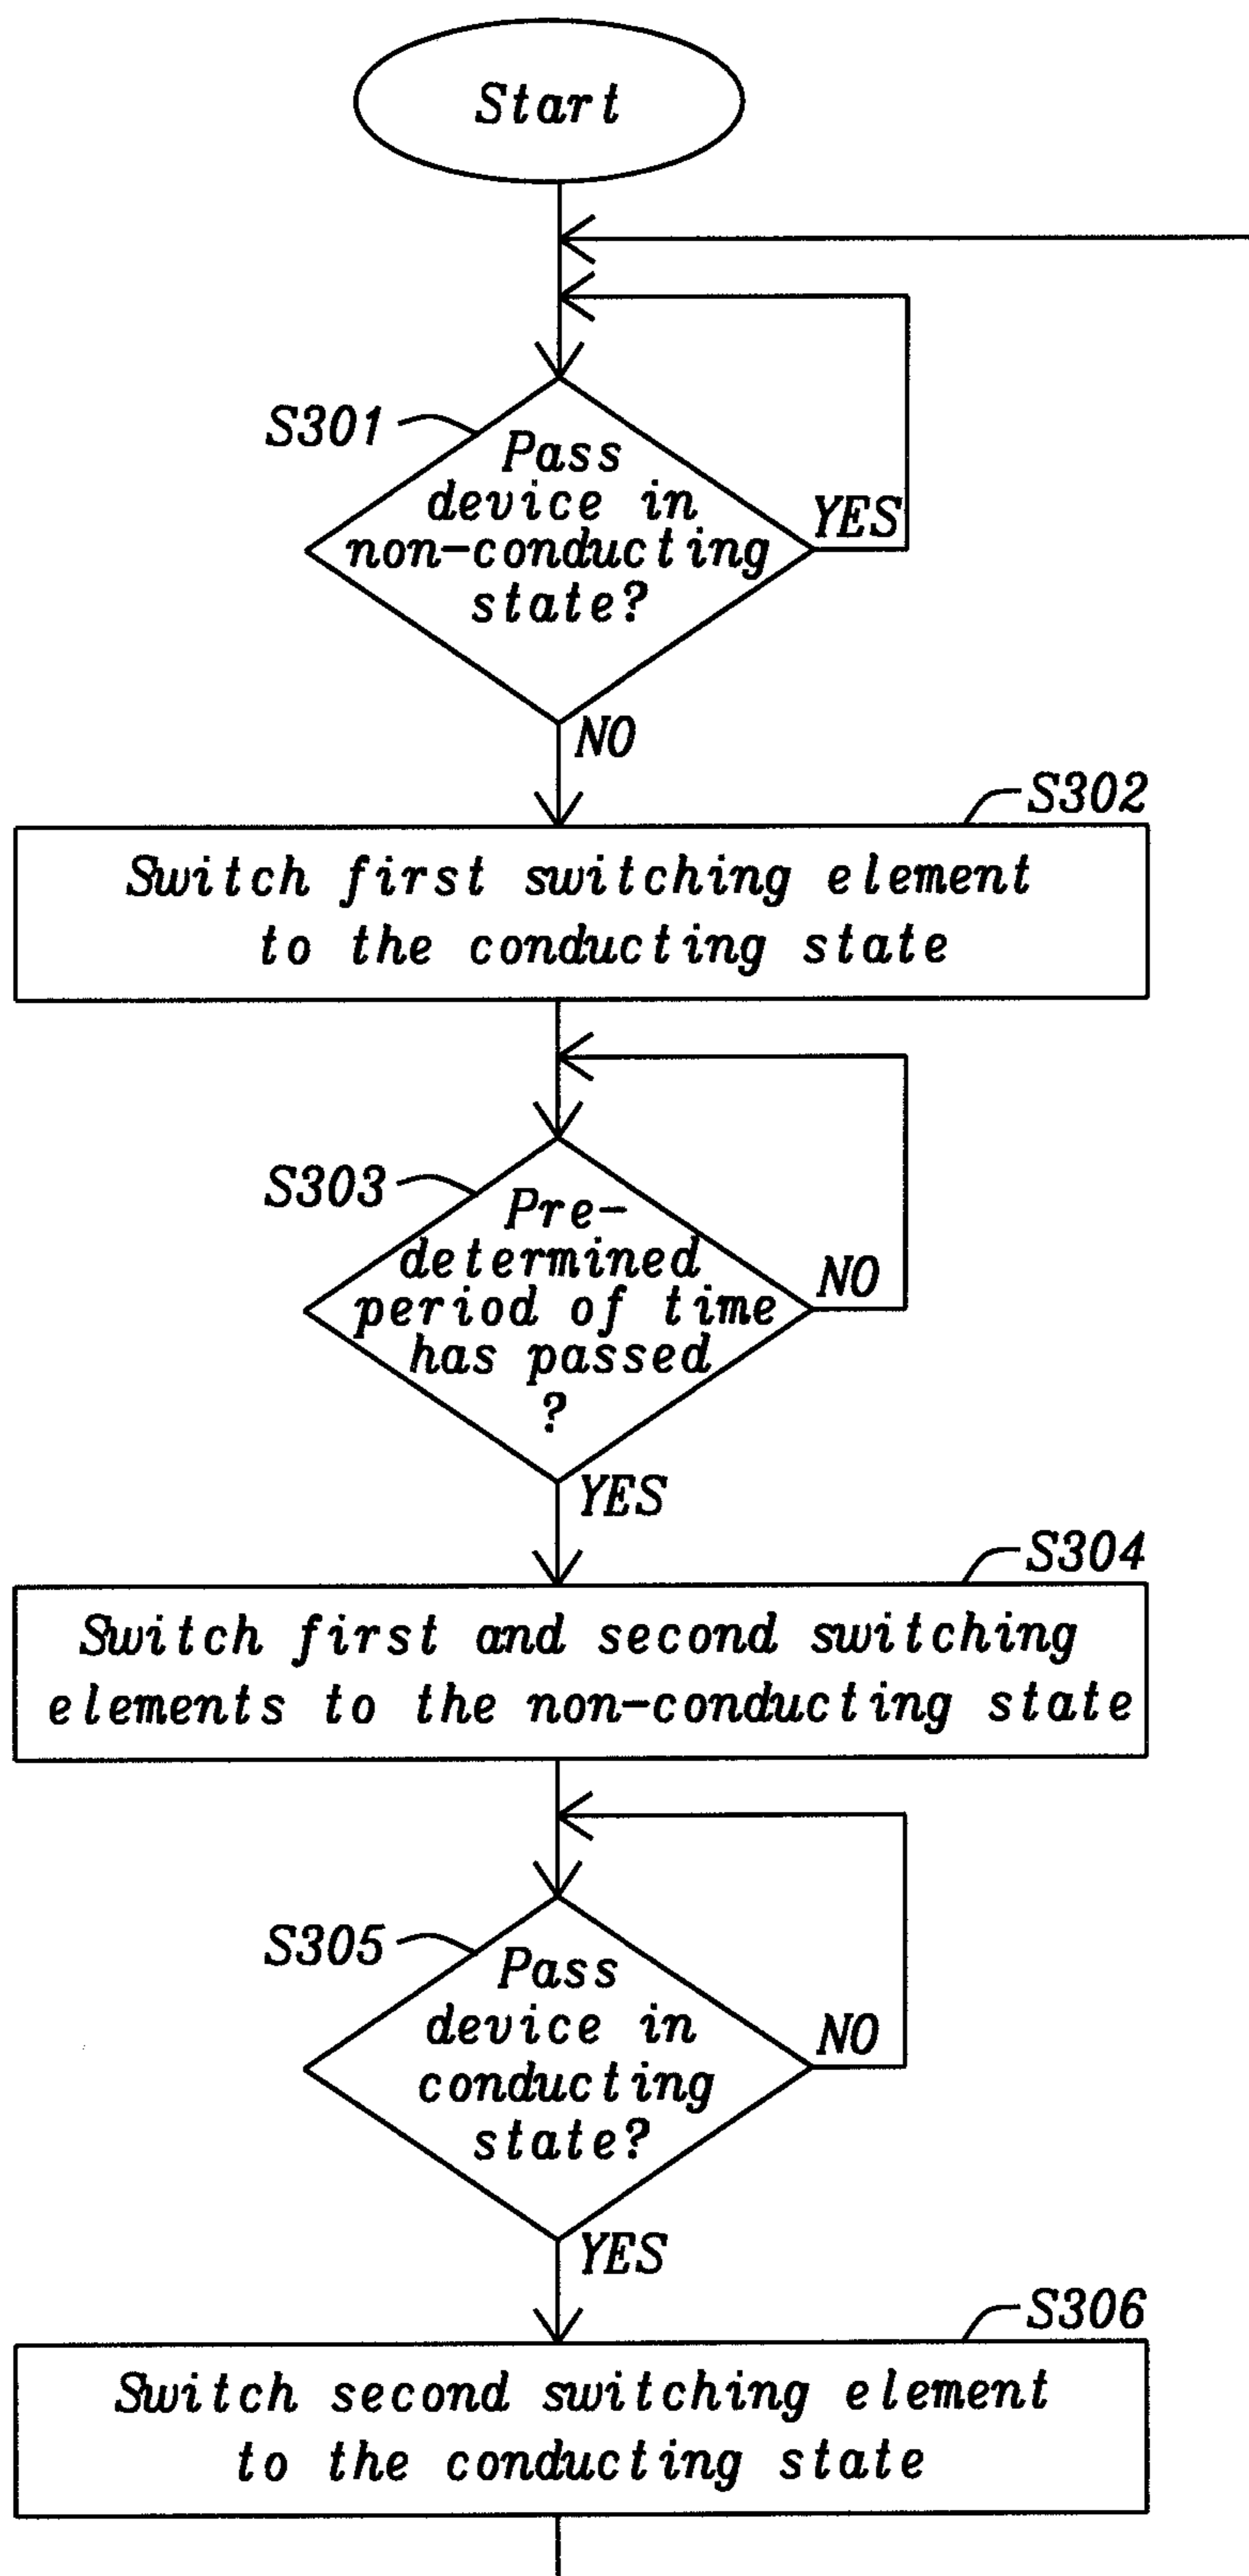 Start
S301
Pass
device in
non-conducting
state?
YES
NO
S302
Switch first switching element
to the conducting state
S303
Pre-
determined
period of time
has passed
?
NO
YES
S304
Switch first and second switching
elements to the non-conducting state
S305
Pass
device in
conducting
state?
NO
YES
S306
Switch second switching element
to the conducting state